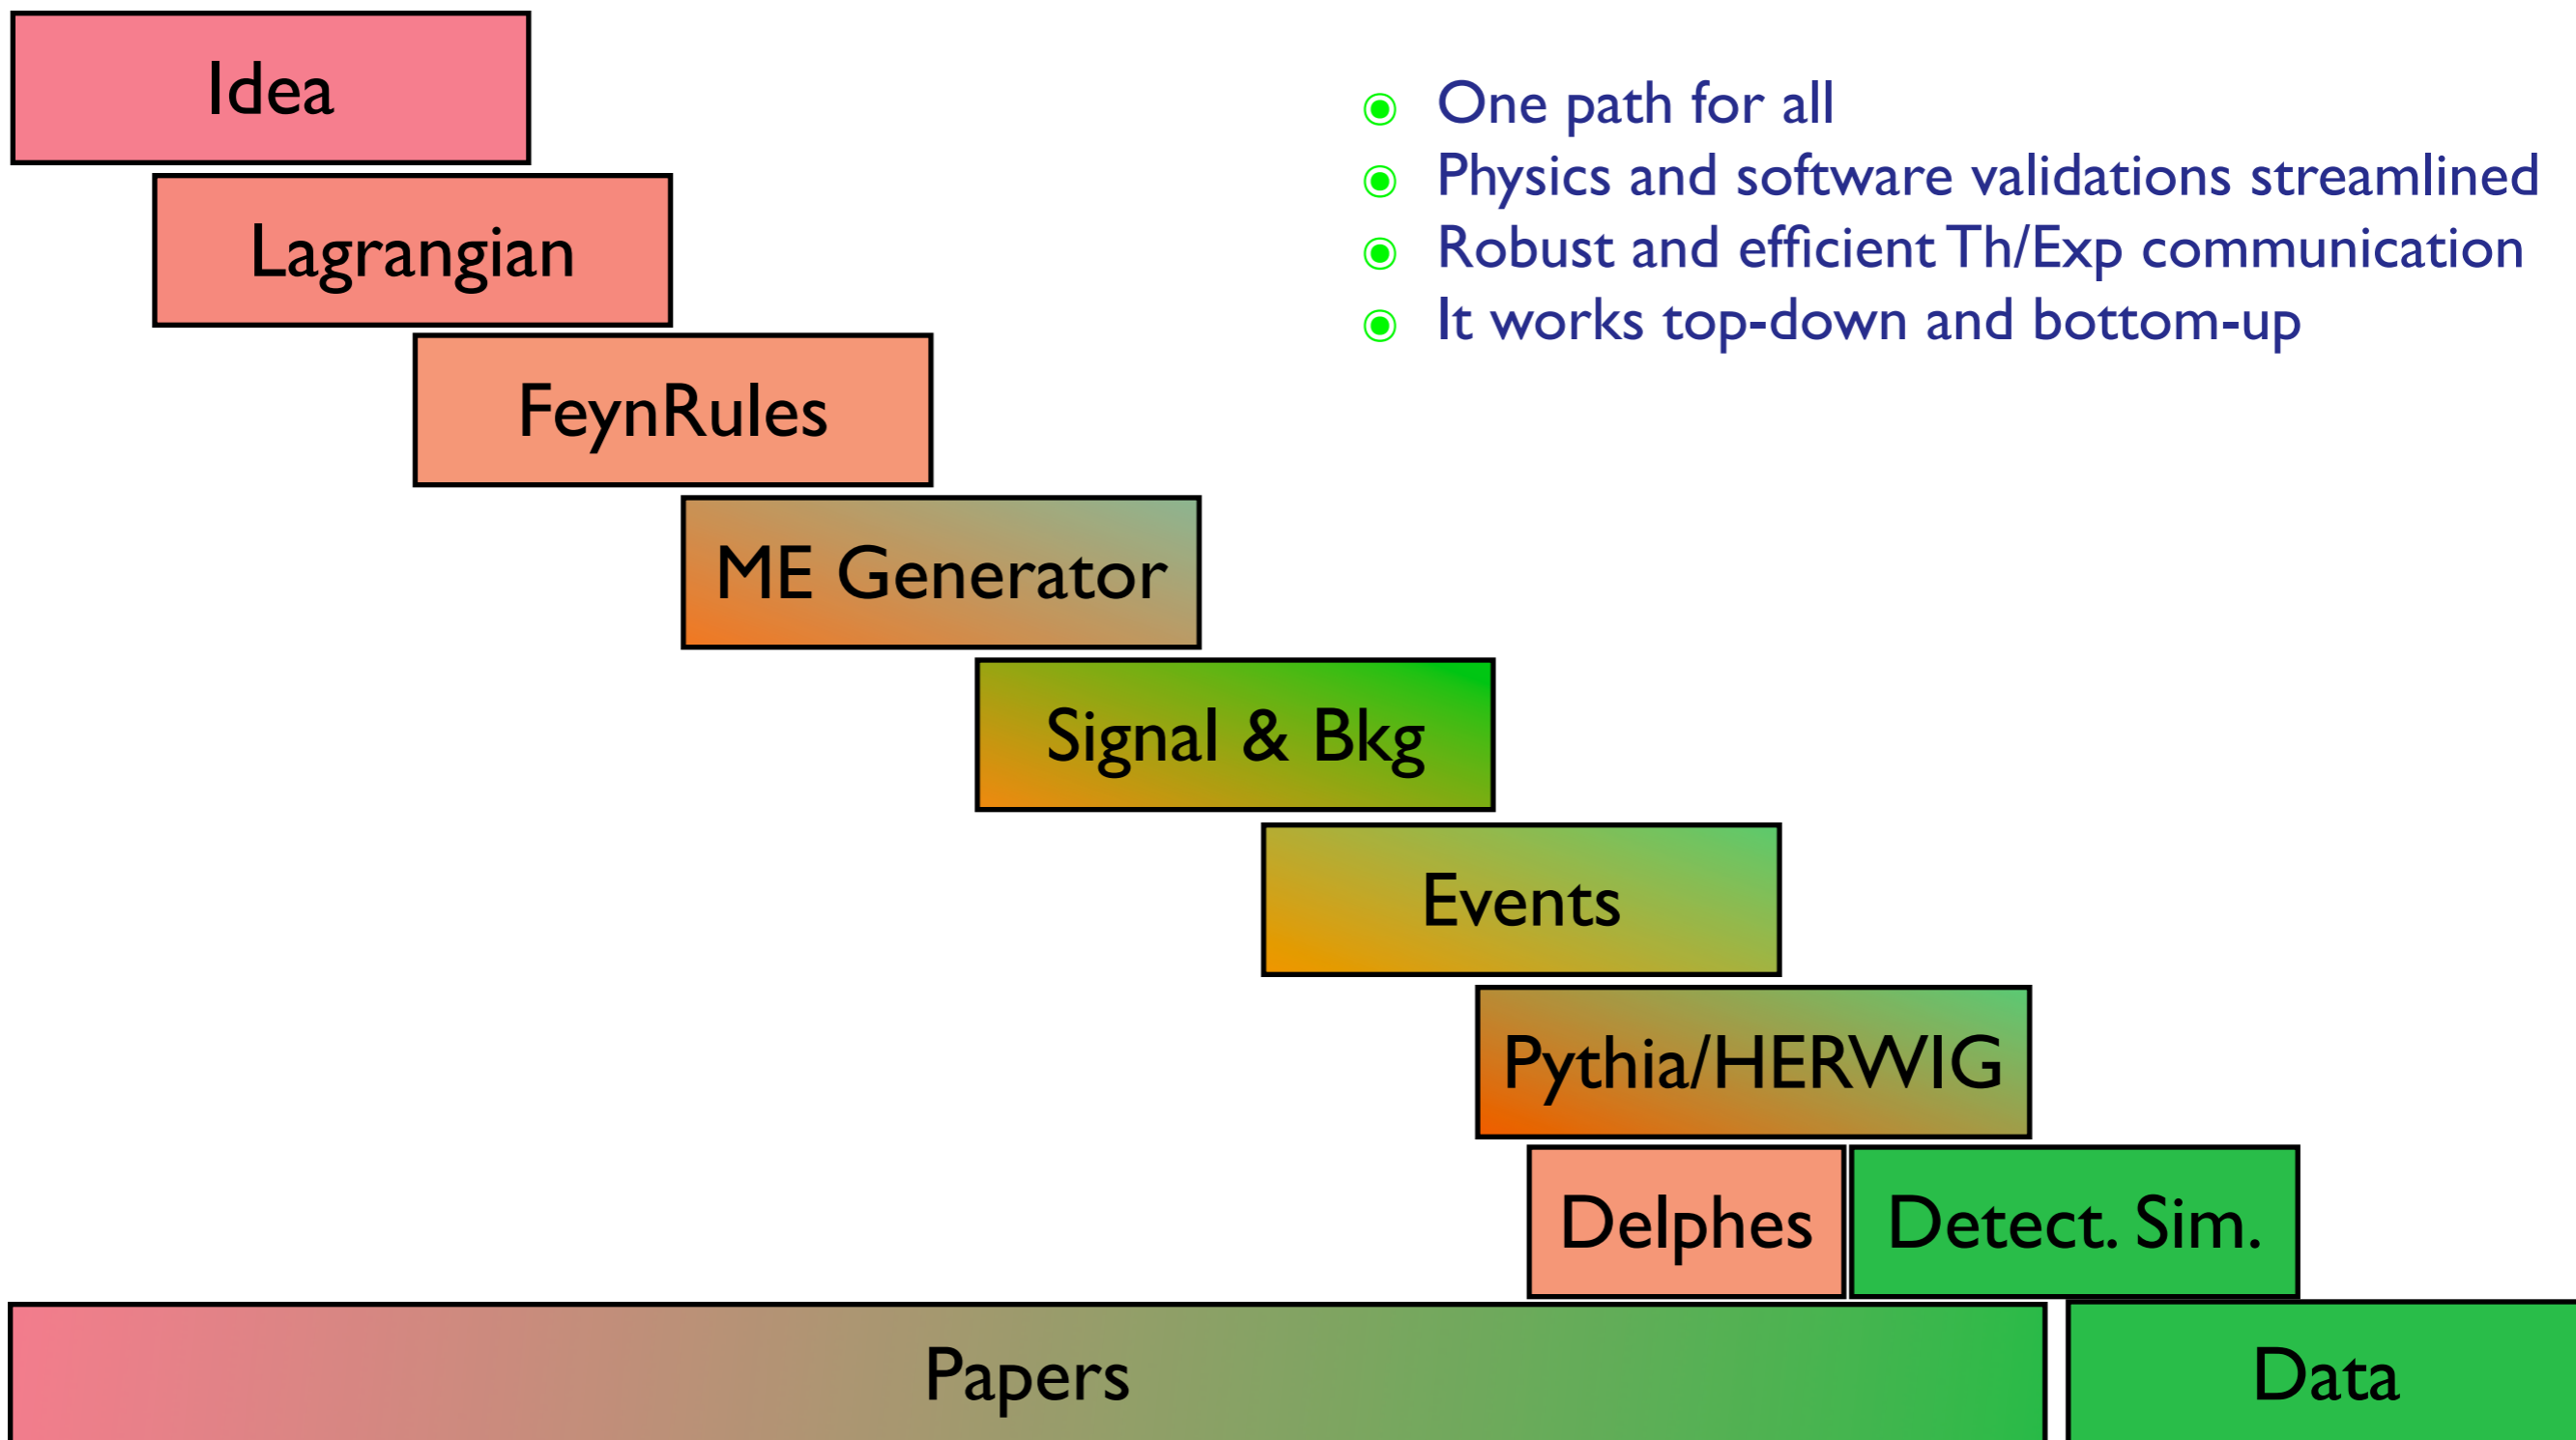 Idea
One path for all
Physics and software validations streamlined
Robust and efficient Th/Exp communication
It works top-down and bottom-up
Lagrangian
FeynRules
ME Generator
Signal & Bkg
Events
Pythia/HERWIG
Delphes
Detect. Sim.
Papers
Data